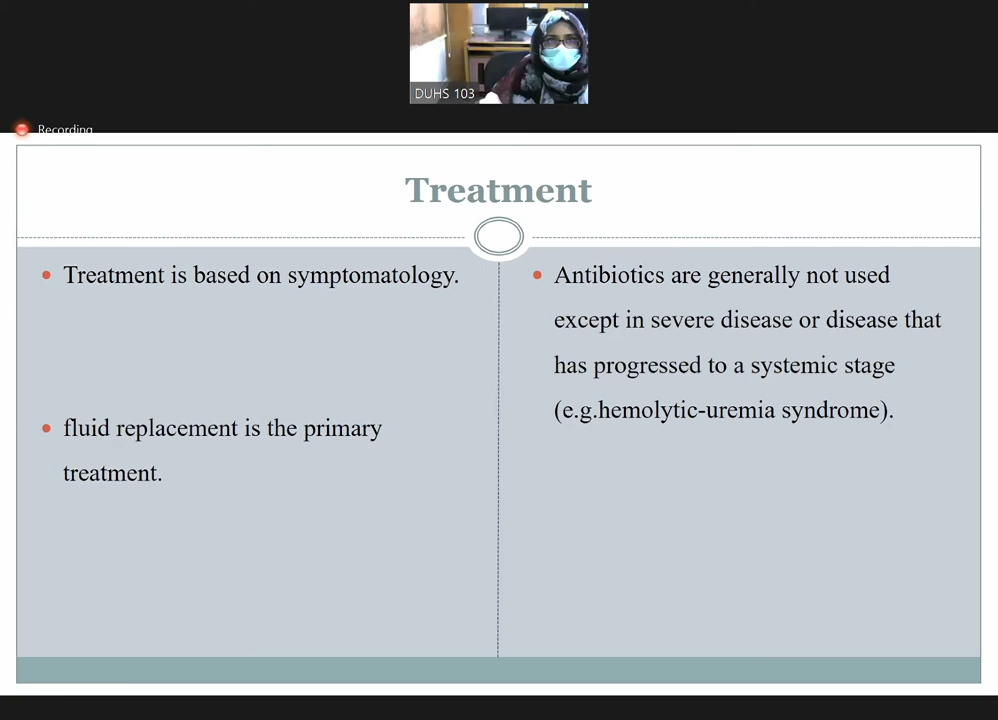 DUHS 103
Recording
Treatment
• Treatment is based on symptomatology.
• fluid replacement is the primary
treatment.
• Antibiotics are generally not used
except in severe disease or disease that
has progressed to a systemic stage
(e.g.hemolytic-uremia syndrome).